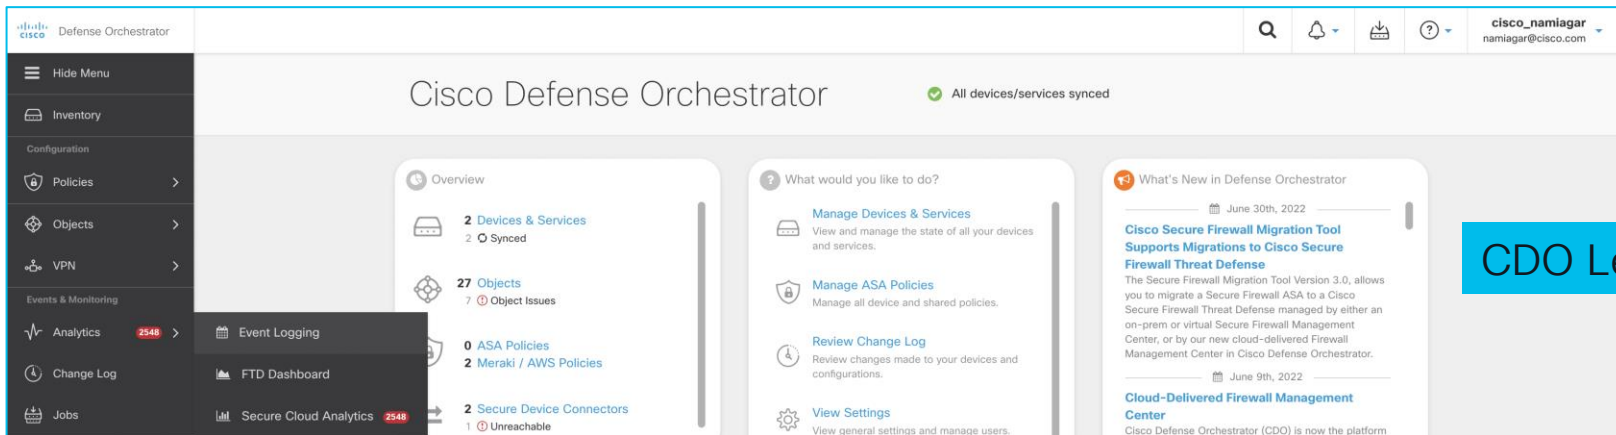 cisco Defense Orchestrator
cisco_namiagar
namiagar@cisco.com
Hide Menu
Inventory
Configuration
Policies
Objects
VPN
Events & Monitoring
Analytics 2548
Change Log
Jobs
Event Logging
FTD Dashboard
Secure Cloud Analytics 2548
Cisco Defense Orchestrator
All devices/services synced
Overview
2 Devices & Services
2 Synced
27 Objects
7 Object Issues
0 ASA Policies
2 Meraki / AWS Policies
2 Secure Device Connectors
1 Unreachable
What would you like to do?
Manage Devices & Services
View and manage the state of all your devices
and services.
Manage ASA Policies
Manage all device and shared policies.
Review Change Log
Review changes made to your devices and
configurations.
View Settings
View general settings and manage users.
What's New in Defense Orchestrator
June 30th, 2022
Cisco Secure Firewall Migration Tool
Supports Migrations to Cisco Secure
Firewall Threat Defense
The Secure Firewall Migration Tool Version 3.0, allows
you to migrate a Secure Firewall ASA to a Cisco
Secure Firewall Threat Defense managed by either an
on-prem or virtual Secure Firewall Management
Center, or by our new cloud-delivered Firewall
Management Center in Cisco Defense Orchestrator.
June 9th, 2022
Cloud-Delivered Firewall Management
Center
Cisco Defense Orchestrator (CDO) is now the platform
CDO